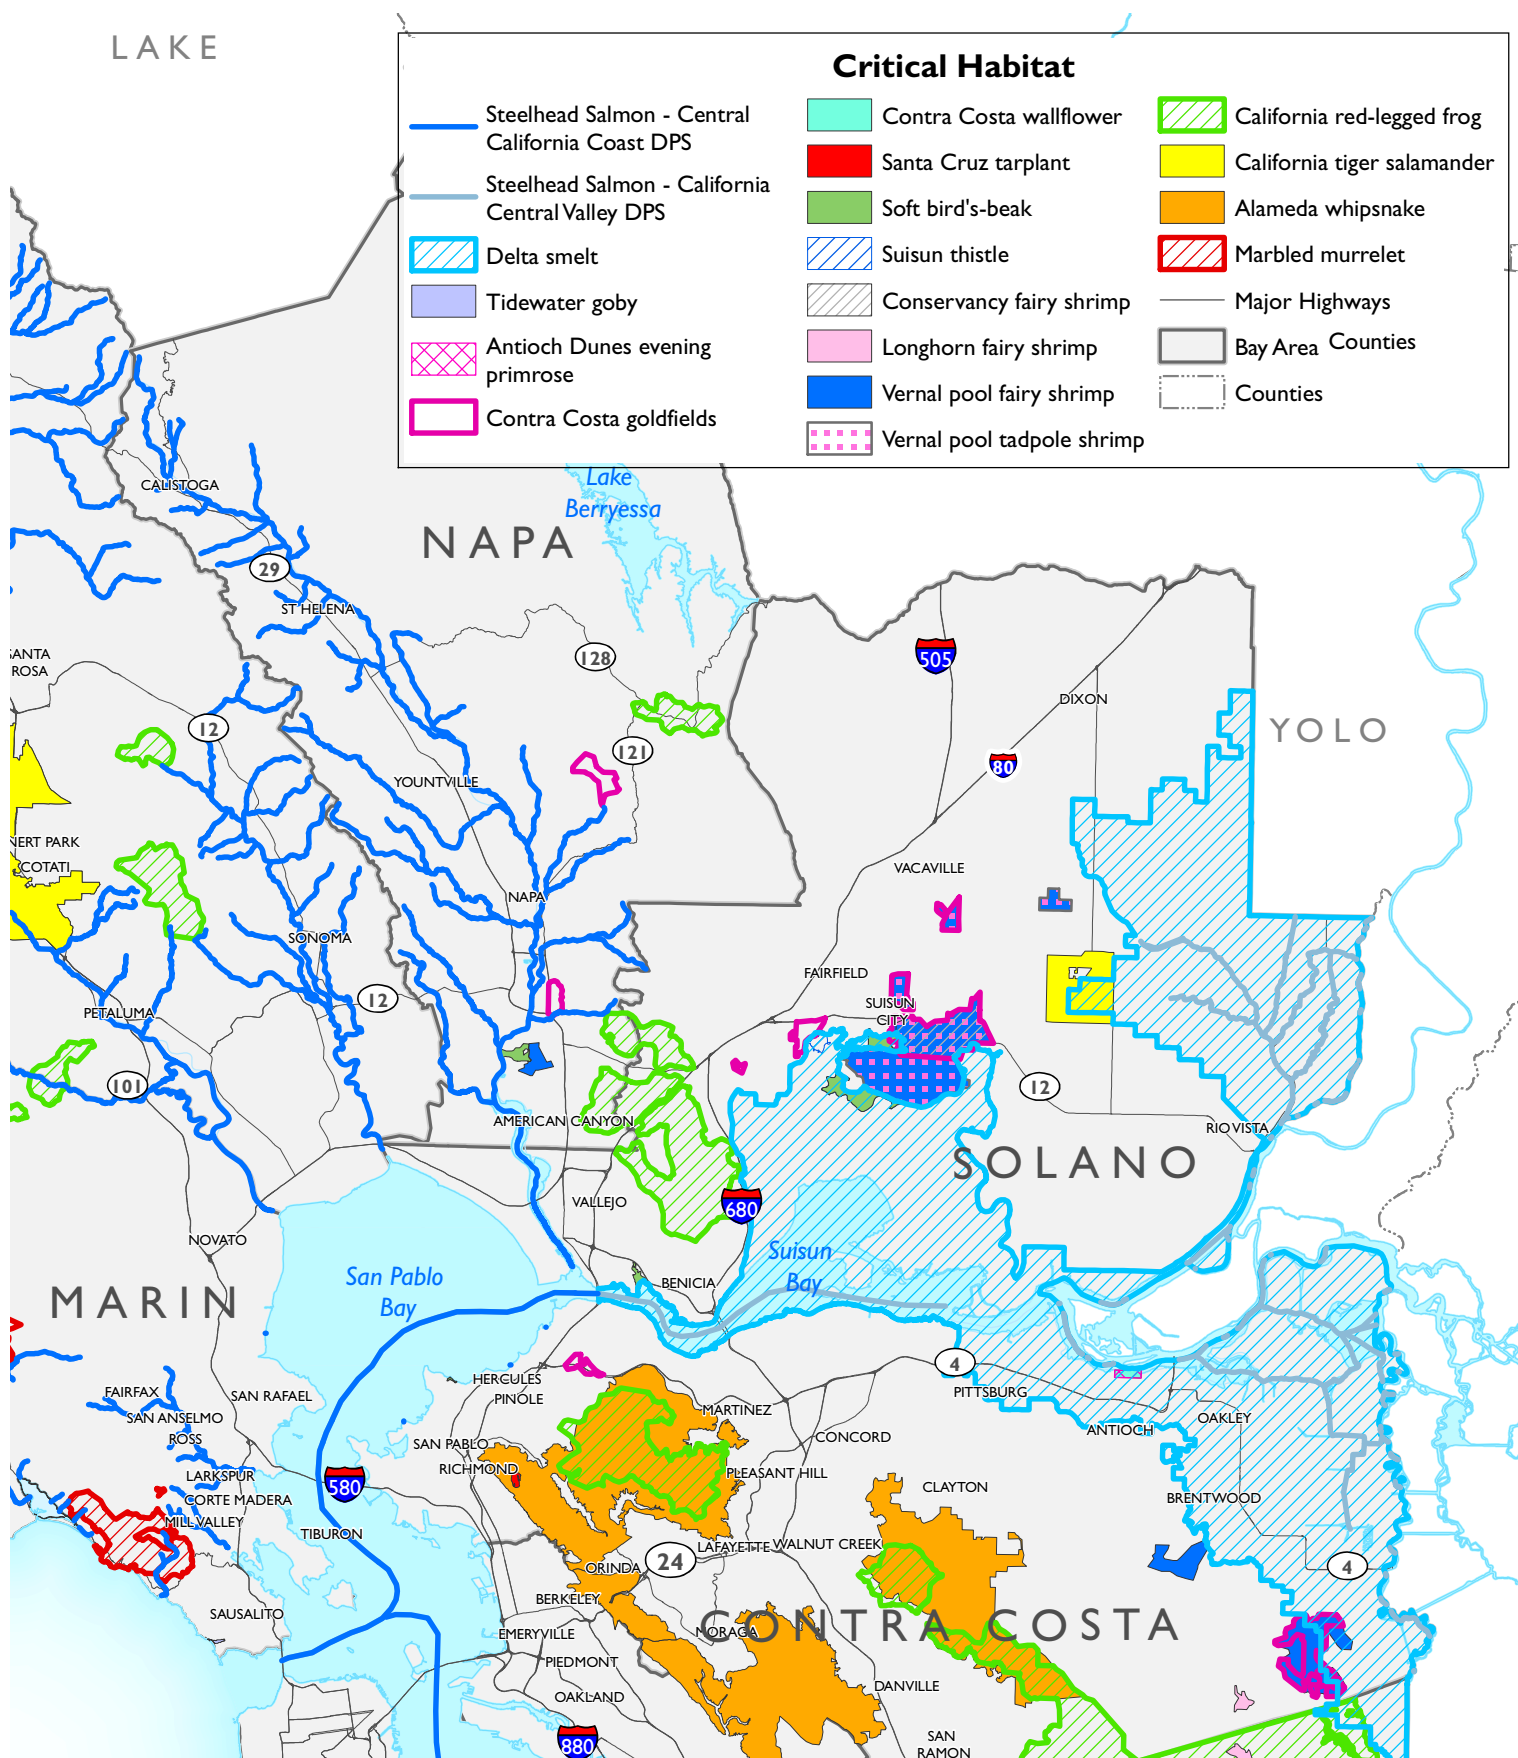 LAKE
Critical Habitat
Steelhead Salmon - Central
California Coast DPS
Steelhead Salmon - California
Central Valley DPS
Delta smelt
Tidewater goby
Antioch Dunes evening
primrose
Contra Costa goldfields
Contra Costa wallflower
Santa Cruz tarplant
Soft bird's-beak
Suisun thistle
Conservancy fairy shrimp
Longhorn fairy shrimp
Vernal pool fairy shrimp
Vernal pool tadpole shrimp
California red-legged frog
California tiger salamander
Alameda whipsnake
Marbled murrelet
Major Highways
Bay Area Counties
Counties
Lake
Berryessa
CALISTOGA
NAPA
29
ST HELENA
128
505
SANTA
ROSA
DIXON
12
121
YOLO
80
YOUNTVILLE
NERT PARK
COTATI
VACAVILLE
NAPA
SONOMA
FAIRFIELD
12
SUISUN
CITY
PETALUMA
101
12
AMERICAN CANYON
RIO VISTA
SOLANO
VALLEJO
680
NOVATO
Suisun
Bay
San Pablo
Bay
BENICIA
MARIN
4
HERCULES
PINOLE
FAIRFAX
SAN RAFAEL
PITTSBURG
SAN ANSELMO
ROSS
MARTINEZ
ANTIOCH
OAKLEY
CONCORD
SAN PABLO
RICHMOND
PLEASANT HILL
LARKSPUR
580
CLAYTON
CORTE MADERA
BRENTWOOD
MILL VALLEY
TIBURON
LAFAYETTE
WALNUT CREEK
24
ORINDA
4
BERKELEY
SAUSALITO
CONTRA COSTA
EMERYVILLE
MORAGA
PIEDMONT
DANVILLE
OAKLAND
880
SAN
RAMON